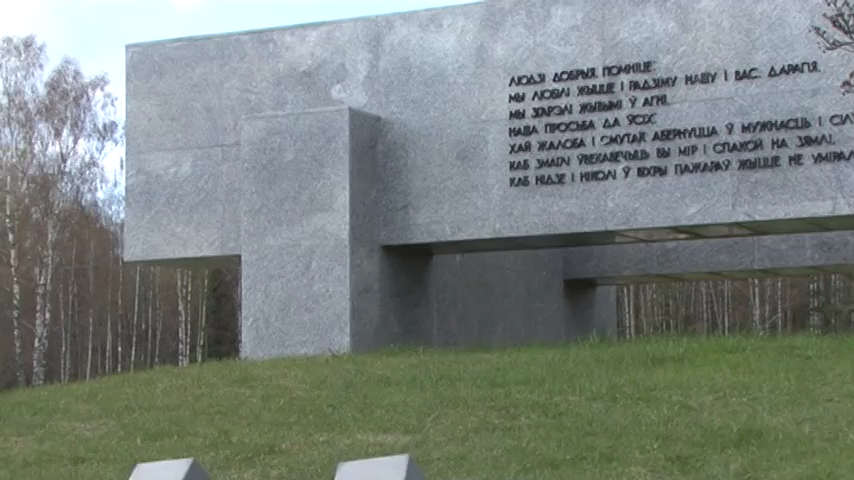 ЛЮДЗІ ДОБРЫЯ, ПОМНІЦЕ:
МЫ ЛЮБІЛІ ЖЫЦЦЕ І РАДЗІМУ НАШУ І ВАС, ДАРАГІЯ.
МЫ ЗГАРЭЛІ ЖЫВЫМІ Ў АГНІ.
НАША ПРОСЬБА ДА ЎСІХ:
ХАЙ ЖАЛОБА І СМУТАК АБЕРНУЦЦА Ў МУЖНАСЦЬ І СІЛУ
КАБ ЗМАГЛІ ЎВЕКАВЕЧЫЦЬ ВЫ МІР І СПАКОЙ НА ЗЯМЛІ.
КАБ НІДЗЕ І НІКОЛІ Ў ВІХРЫ ПАЖАРАЎ ЖЫЦЦЕ НЕ УМІРАЛ